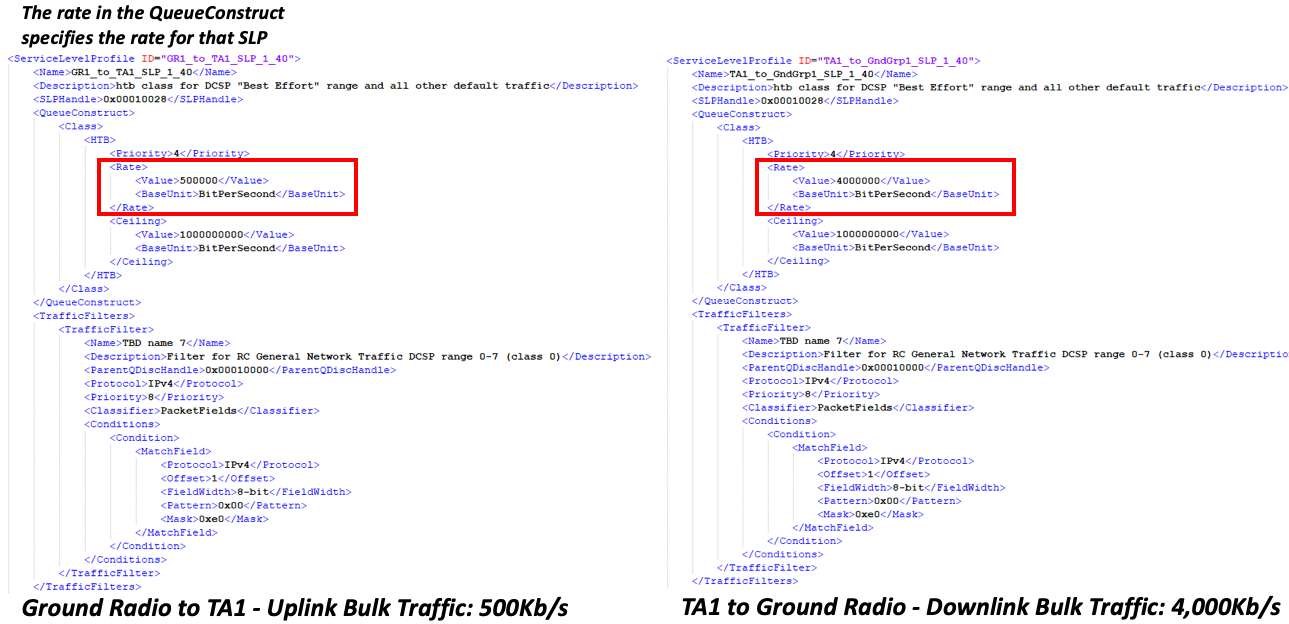 The rate in the QueueConstruct
specifies the rate for that SLP
<ServiceLevelProfile ID="GR1_to_TA1_SLP_1_40">
<Name>GR1_to_TA1_SLP_1_40</Name>
<Description>htb class for DCSP "Best Effort" range and all other default traffic</Description>
<SLPHandle>0x00010028</SLPHandle>
<QueueConstruct>
<Class>
<HTB>
<Priority>4</Priority>
<Rate>
<Value>500000</Value>
<BaseUnit>BitPerSecond</BaseUnit>
</Rate>
<Ceiling>
<Value>1000000000</Value>
<BaseUnit>BitPerSecond</BaseUnit>
</Ceiling>
</HTB>
</Class>
</QueueConstruct>
<TrafficFilters>
<TrafficFilter>
<Name>TBD name 7</Name>
<Description>Filter for RC General Network Traffic DCSP range 0-7 (class 0)</Description>
<ParentQDiscHandle>0x00010000</ParentQDiscHandle>
<Protocol>IPv4</Protocol>
<Priority>8</Priority>
<Classifier>PacketFields</Classifier>
<Conditions>
<Condition>
<MatchField>
<Protocol>IPv4</Protocol>
<Offset>1</Offset>
<FieldWidth>8-bit</FieldWidth>
<Pattern>0x00</Pattern>
<Mask>0xe0</Mask>
</MatchField>
</Condition>
</Conditions>
</TrafficFilter>
</TrafficFilters>
Ground Radio to TA1 - Uplink Bulk Traffic: 500Kb/s
<ServiceLevelProfile ID="TA1_to_GndGrp1_SLP_1_40">
<Name>TA1_to_GndGrp1_SLP_1_40</Name>
<Description>htb class for DCSP "Best Effort" range and all other default traffic</Description>
<SLPHandle>0x00010028</SLPHandle>
<QueueConstruct>
<Class>
<HTB>
<Priority>4</Priority>
<Rate>
<Value>4000000</Value>
<BaseUnit>BitPerSecond</BaseUnit>
</Rate>
<Ceiling>
<Value>1000000000</Value>
<BaseUnit>BitPerSecond</BaseUnit>
</Ceiling>
</HTB>
</Class>
</QueueConstruct>
<TrafficFilters>
<TrafficFilter>
<Name>TBD name 7</Name>
<Description>Filter for RC General Network Traffic DCSP range 0-7 (class 0)</Descriptio
<ParentQDiscHandle>0x00010000</ParentQDiscHandle>
<Protocol>IPv4</Protocol>
<Priority>8</Priority>
<Classifier>PacketFields</Classifier>
<Conditions>
<Condition>
<MatchField>
<Protocol>IPv4</Protocol>
<Offset>1</Offset>
<FieldWidth>8-bit</FieldWidth>
<Pattern>0x00</Pattern>
<Mask>0xe0</Mask>
</MatchField>
</Condition>
</Conditions>
</TrafficFilter>
</TrafficFilters>
TA1 to Ground Radio - Downlink Bulk Traffic: 4,000Kb/s